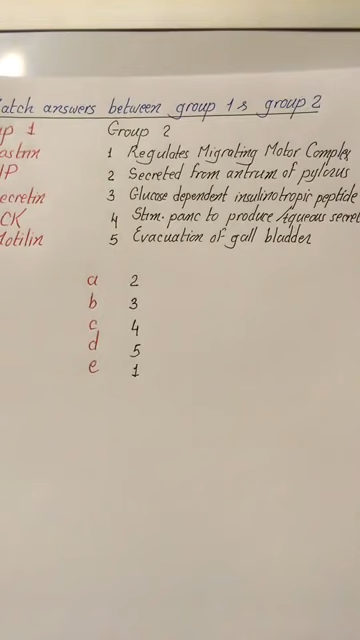 atch answers between group 1 & group 2
up 1 Group 2
astrin 1 Regulates Migrating Motor Complex
IP 2 Secreted from antrum of pylorus
ecretin 3 Glucose dependent insulinotropic peptide
CK 4 Stm. panc to produce Aqueous secret
otilin 5 Evacuation of gall bladder
a 2
b 3
c 4
d 5
e 1